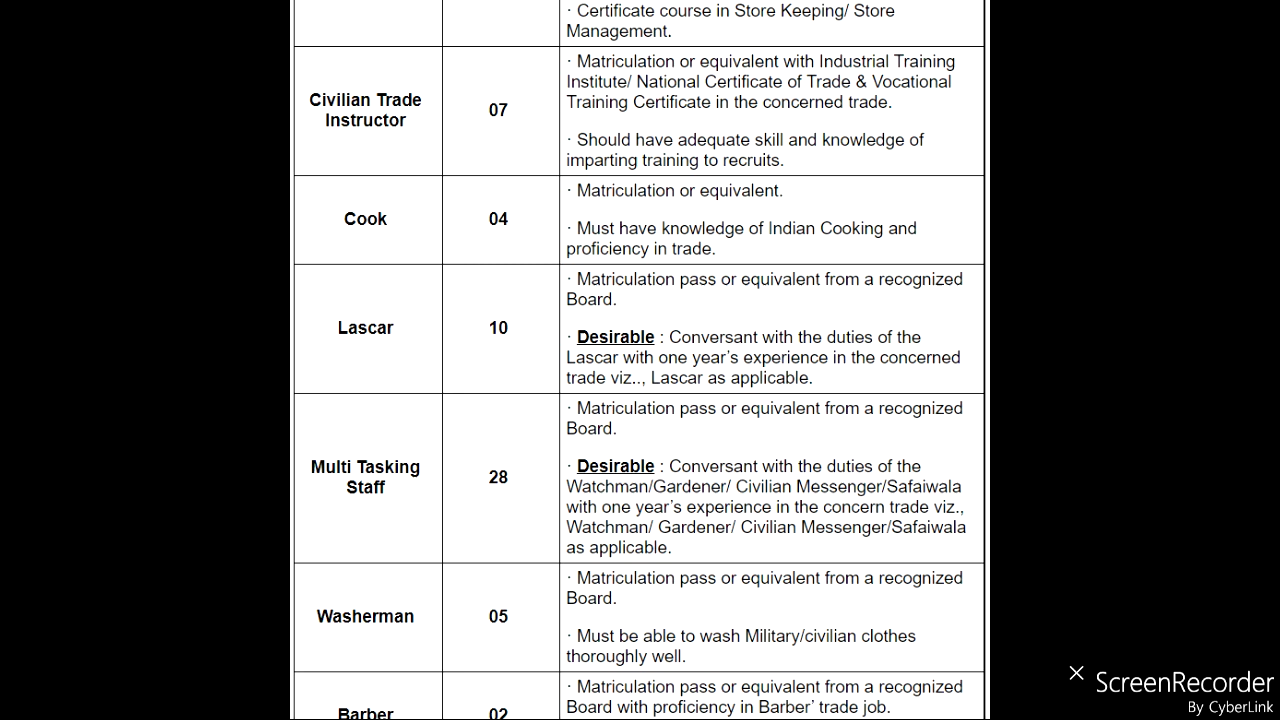 · Certificate course in Store Keeping/ Store
Management.
Civilian Trade
Instructor
07
· Matriculation or equivalent with Industrial Training
Institute/ National Certificate of Trade & Vocational
Training Certificate in the concerned trade.
· Should have adequate skill and knowledge of
imparting training to recruits.
Cook
04
· Matriculation or equivalent.
· Must have knowledge of Indian Cooking and
proficiency in trade.
Lascar
10
· Matriculation pass or equivalent from a recognized
Board.
· Desirable : Conversant with the duties of the
Lascar with one year’s experience in the concerned
trade viz.., Lascar as applicable.
Multi Tasking
Staff
28
· Matriculation pass or equivalent from a recognized
Board.
· Desirable : Conversant with the duties of the
Watchman/Gardener/ Civilian Messenger/Safaiwala
with one year’s experience in the concern trade viz.,
Watchman/ Gardener/ Civilian Messenger/Safaiwala
as applicable.
Washerman
05
· Matriculation pass or equivalent from a recognized
Board.
· Must be able to wash Military/civilian clothes
thoroughly well.
Barber
02
· Matriculation pass or equivalent from a recognized
Board with proficiency in Barber’ trade job.
ScreenRecorder
By CyberLink